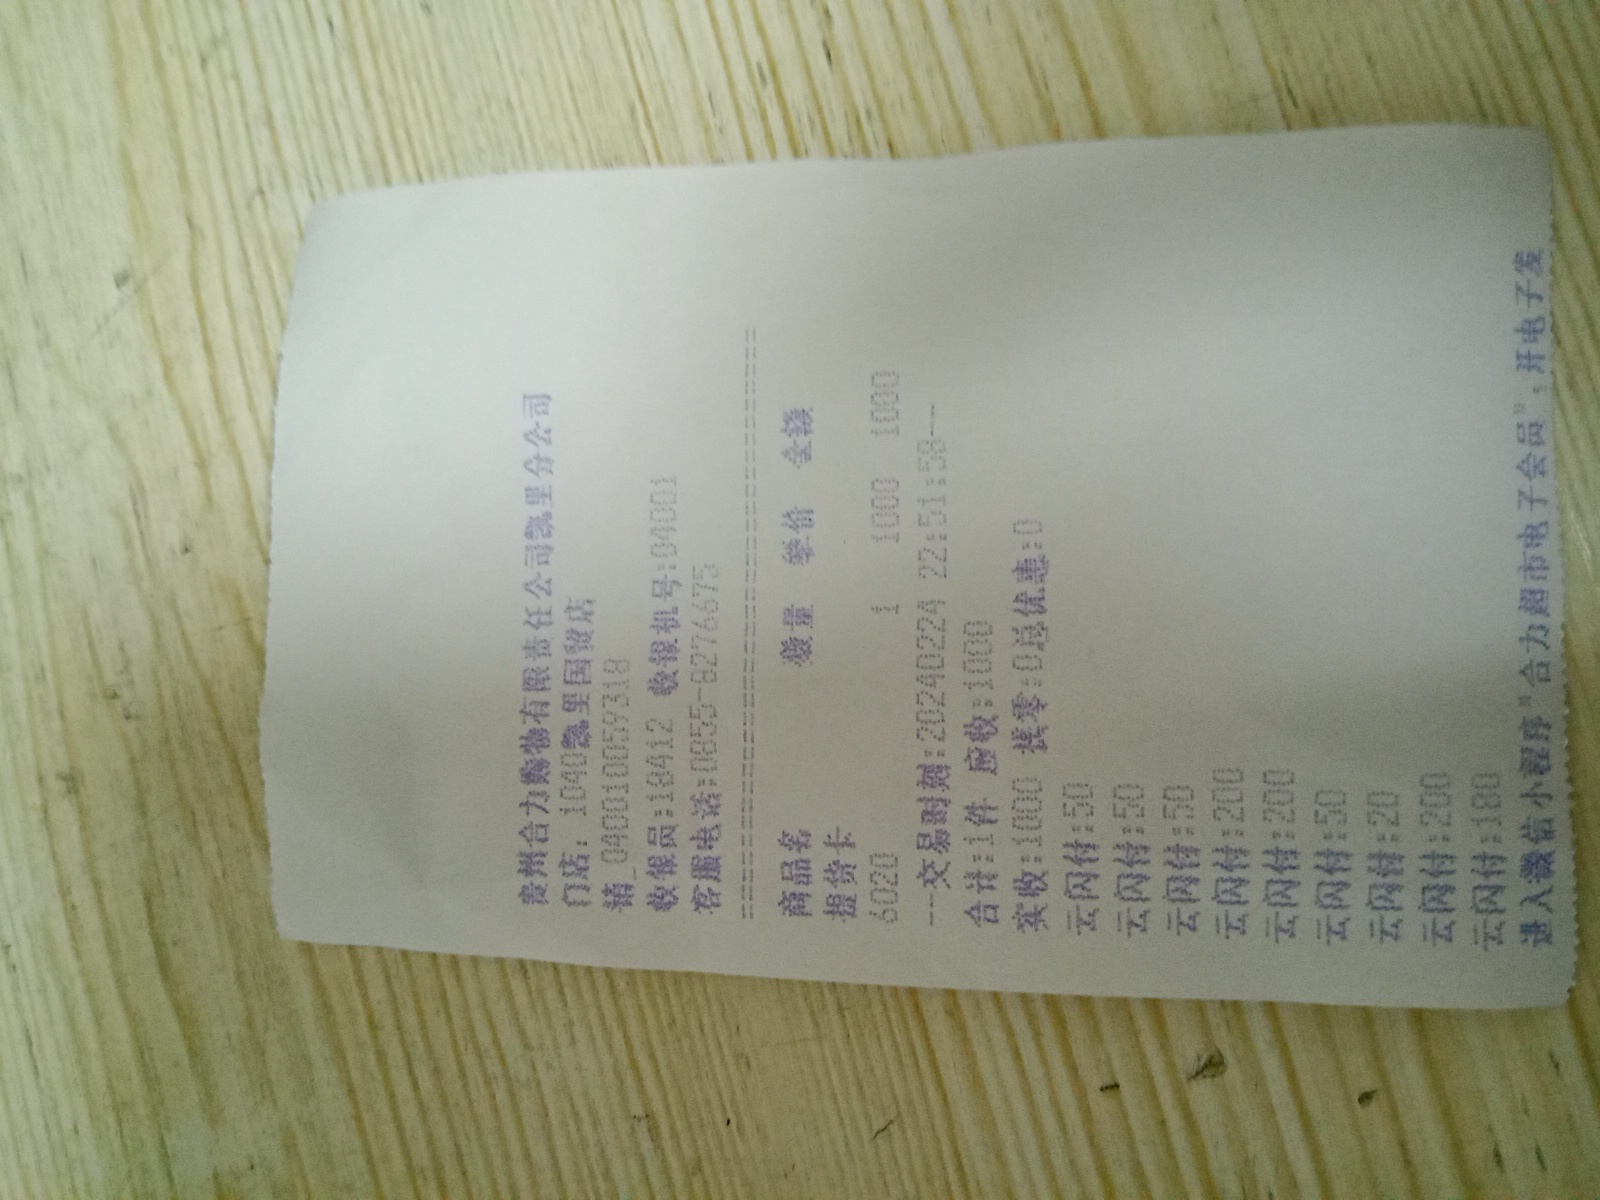 贵州合力购物有限责任公司凯里分公司
门店: 1040凯里国贸店
销_040010059318
收银员:18412 收银机号:04001
客服电话:0855-8276675
================================
商品名 数量 单价 金额
提货卡
6020 1 1000 1000
--交易时刻:20240224 22:51:58--
合计:1件 应收:1000
实收:1000 找零:0总优惠:0
云闪付:50
云闪付:50
云闪付:50
云闪付:200
云闪付:200
云闪付:50
云闪付:20
云闪付:200
云闪付:180
进入微信小程序"合力超市电子会员",开电子发